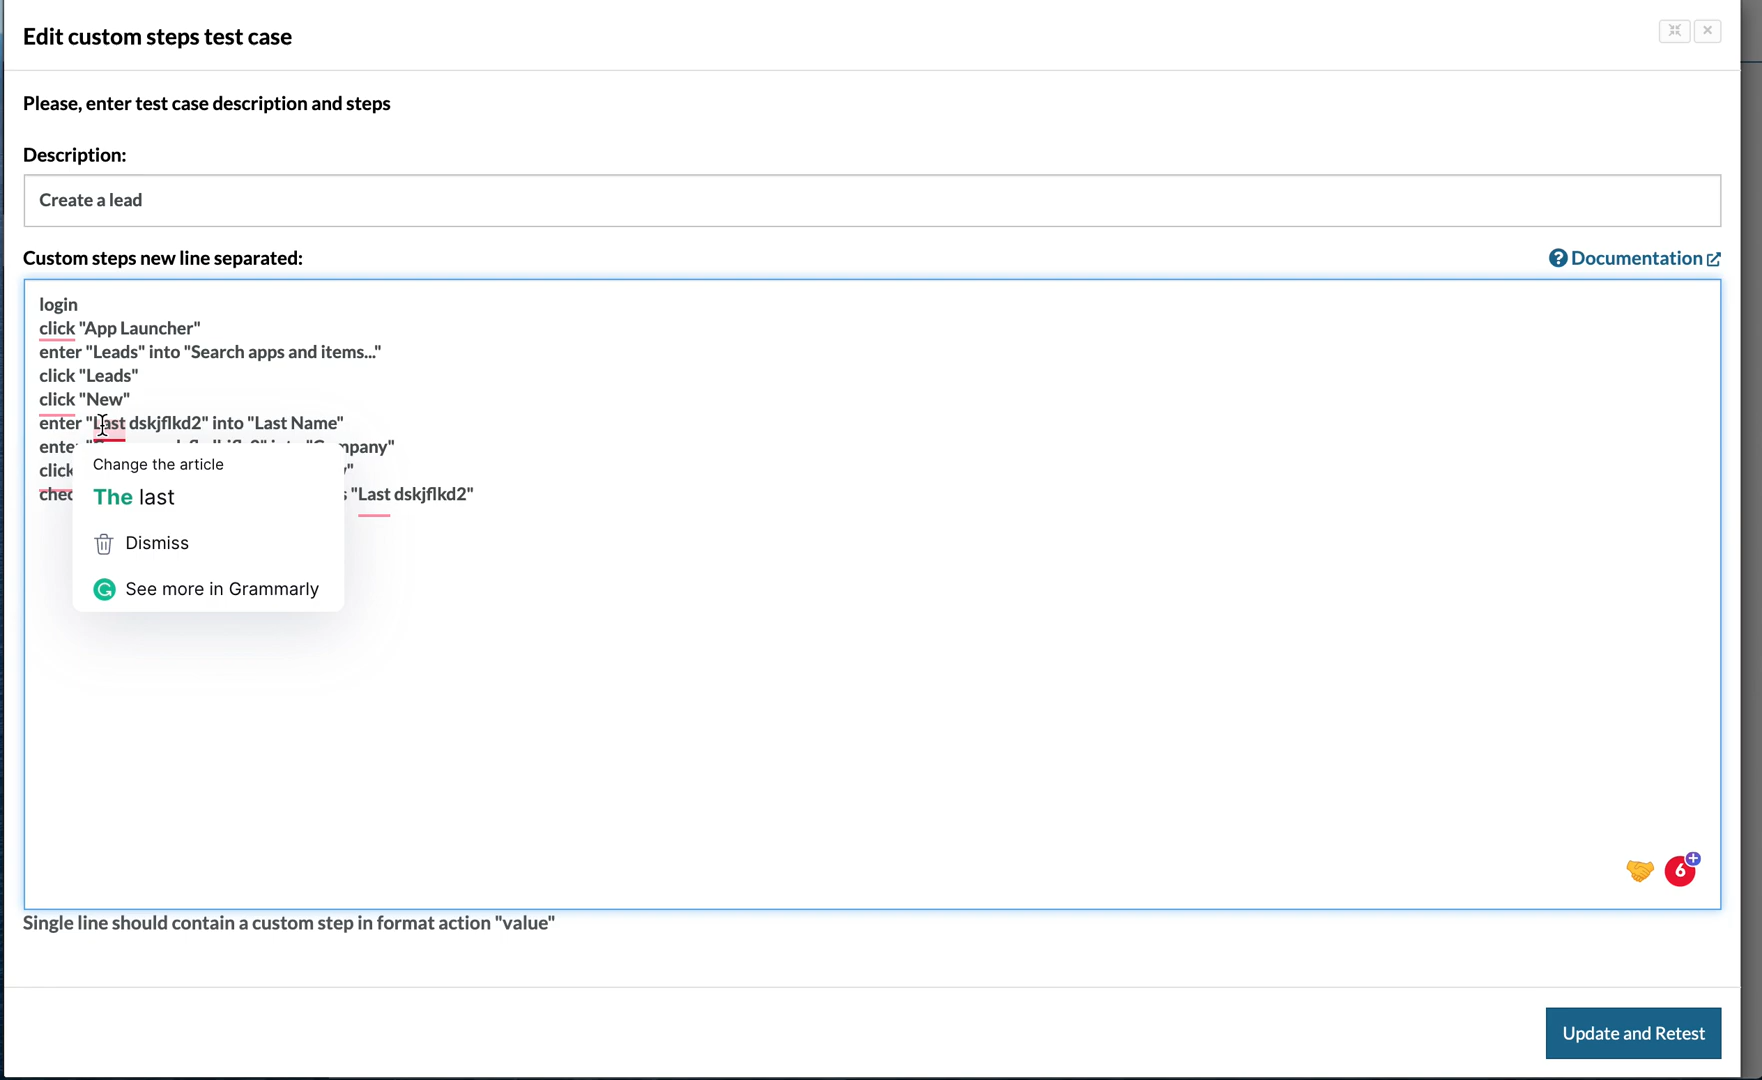 Edit custom steps test case
Please, enter test case description and steps
Description:
Create a lead
Custom steps new line separated:
Documentation
login
click "App Launcher"
enter "Leads" into "Search apps and items..."
click "Leads"
click "New"
enter "Last dskjflkd2" into "Last Name"
"Company"
click
"Last dskjflkd2"
Change the article
The last
Dismiss
See more in Grammarly
6
Single line should contain a custom step in format action "value"
Update and Retest